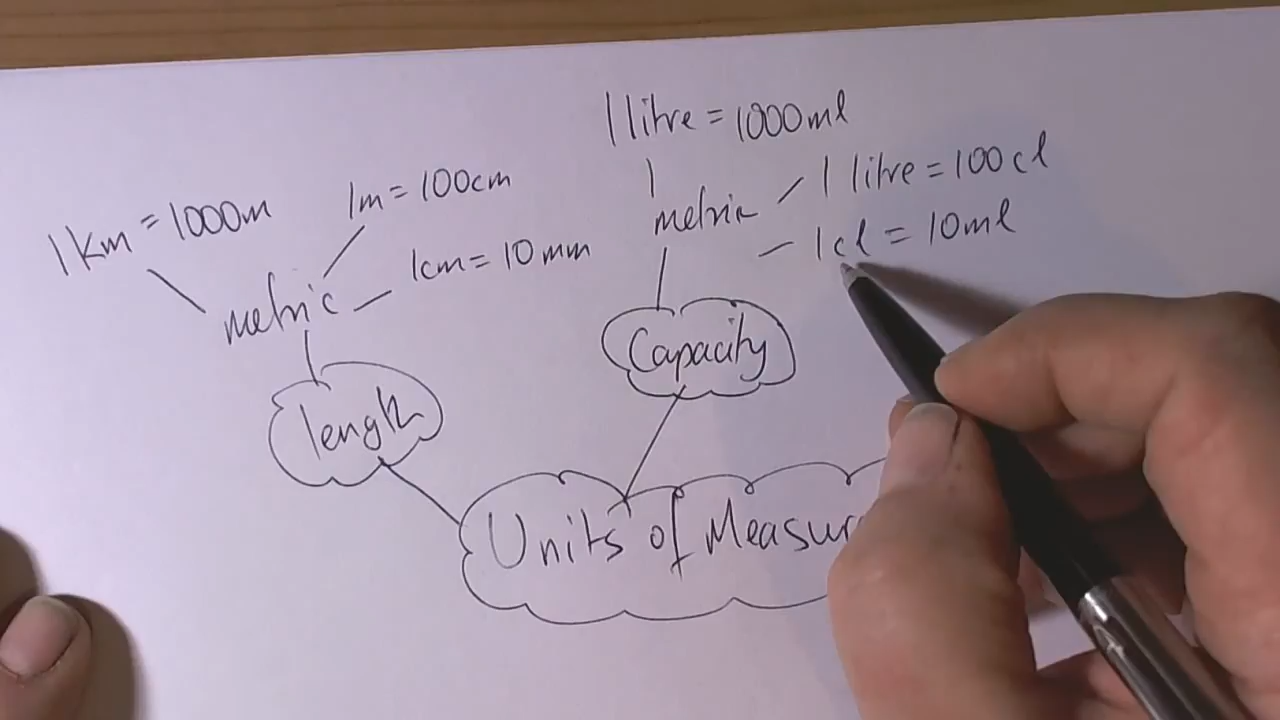 1 litre = 1000ml
1 litre = 100cl
metric
1cl = 10ml
1m = 100cm
1km = 1000m
1cm = 10mm
metric
Capacity
length
Units of Measur